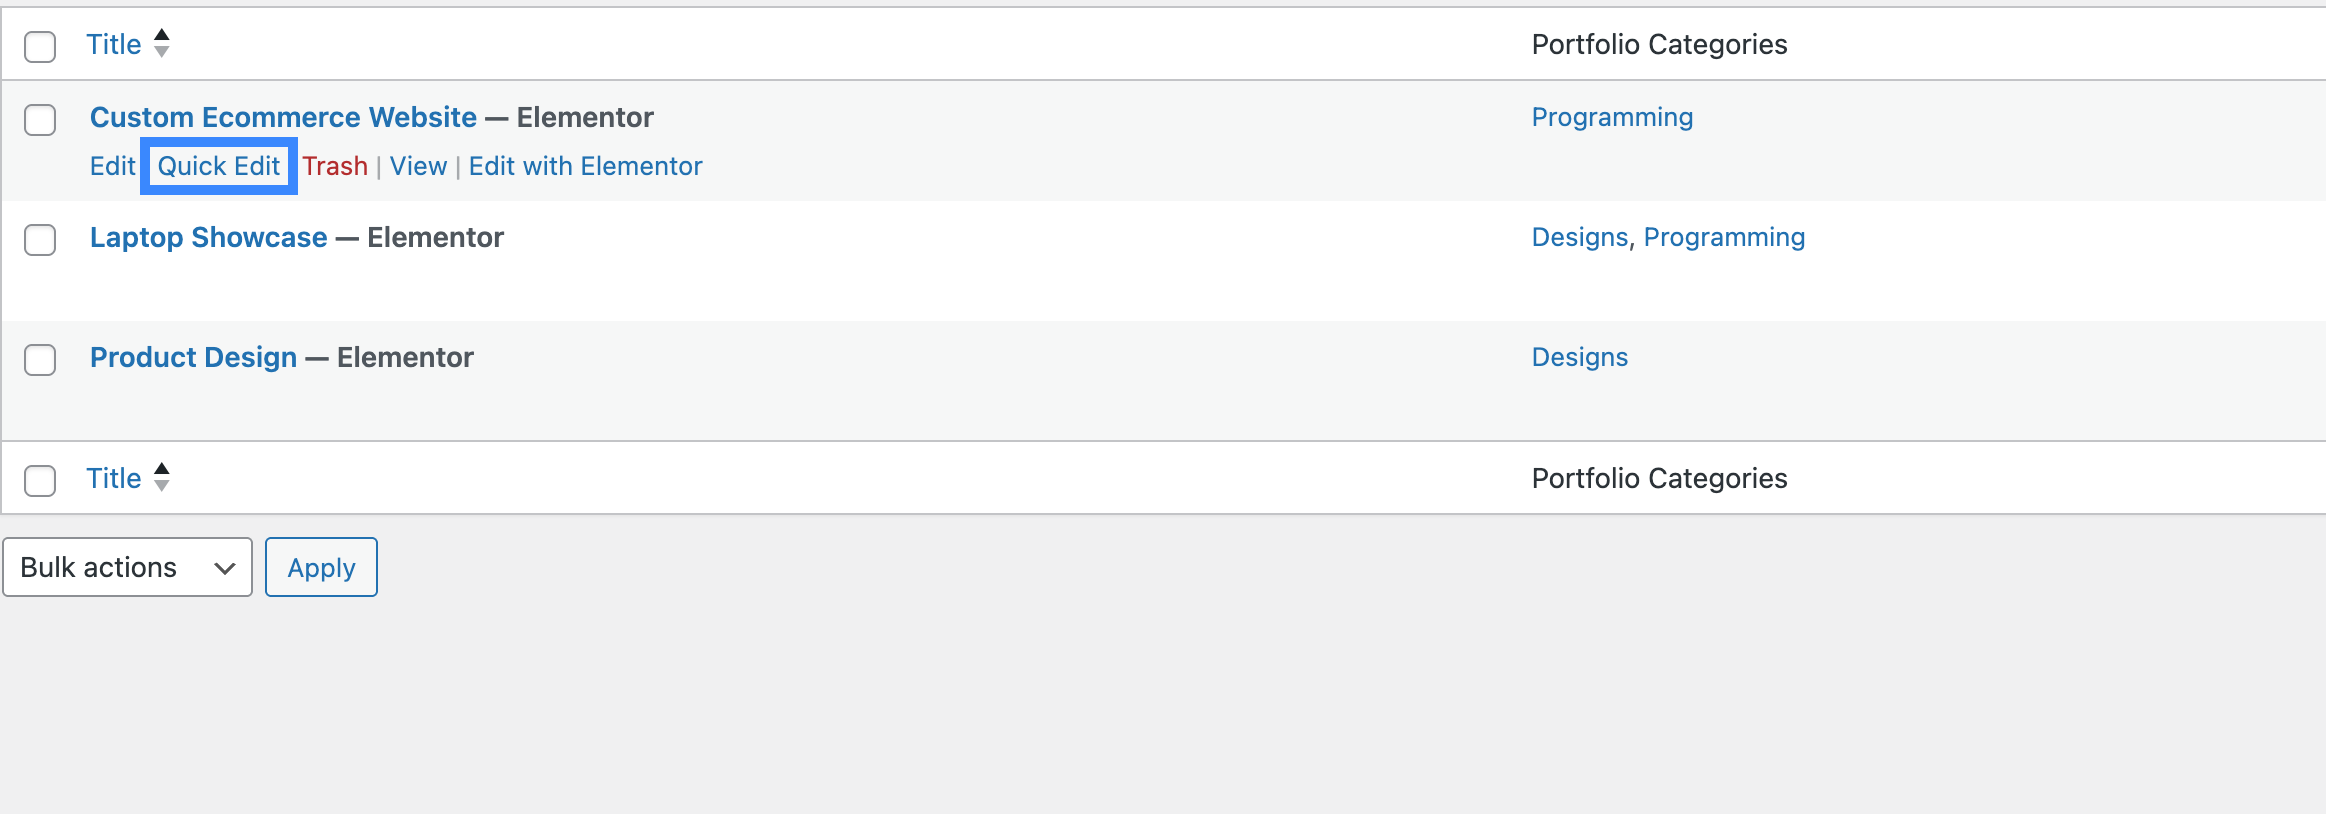 Title Portfolio Categories
Custom Ecommerce Website — Elementor Programming
Edit Quick Edit Trash | View | Edit with Elementor
Laptop Showcase — Elementor Designs, Programming
Product Design — Elementor Designs
Title Portfolio Categories
Bulk actions Apply